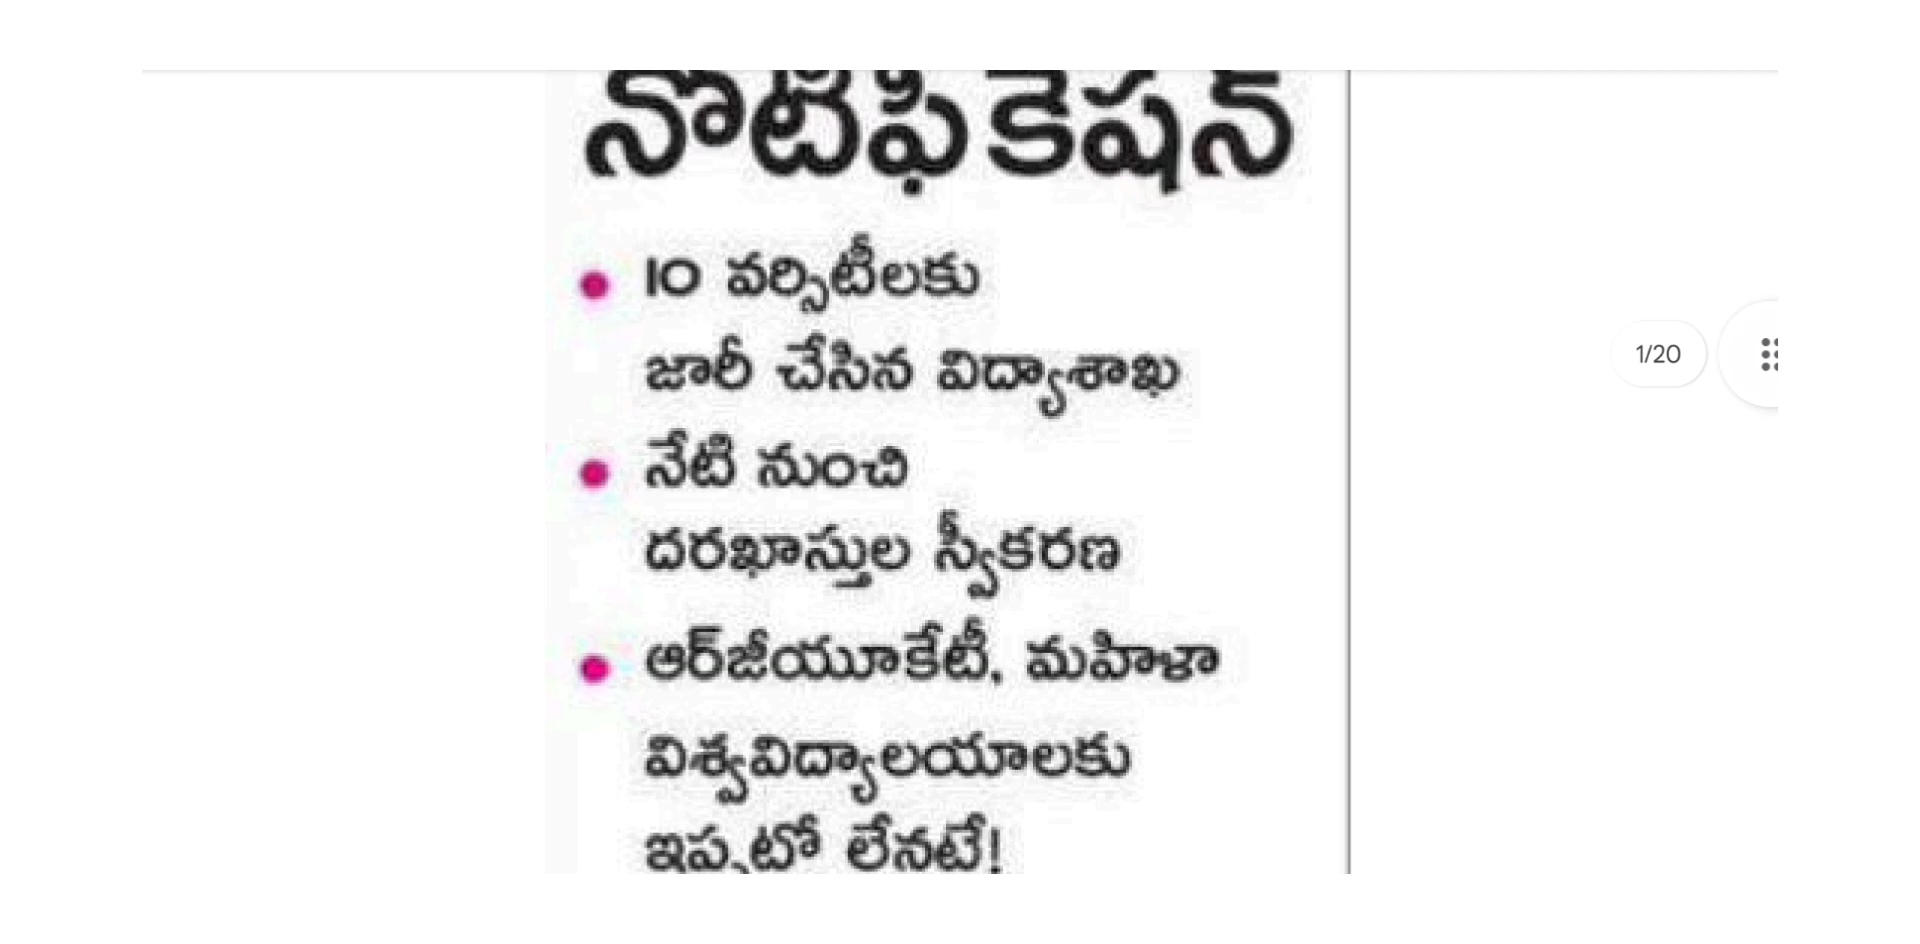 నోటిఫికేషన్
10 వర్సిటీలకు
జారీ చేసిన విద్యాశాఖ
1/20
నేటి నుంచి
దరఖాస్తుల స్వీకరణ
ఆర్‌జీయూకేటీ, మహిళా
విశ్వవిద్యాలయాలకు
ఇప్పట్లో లేనట్టే!